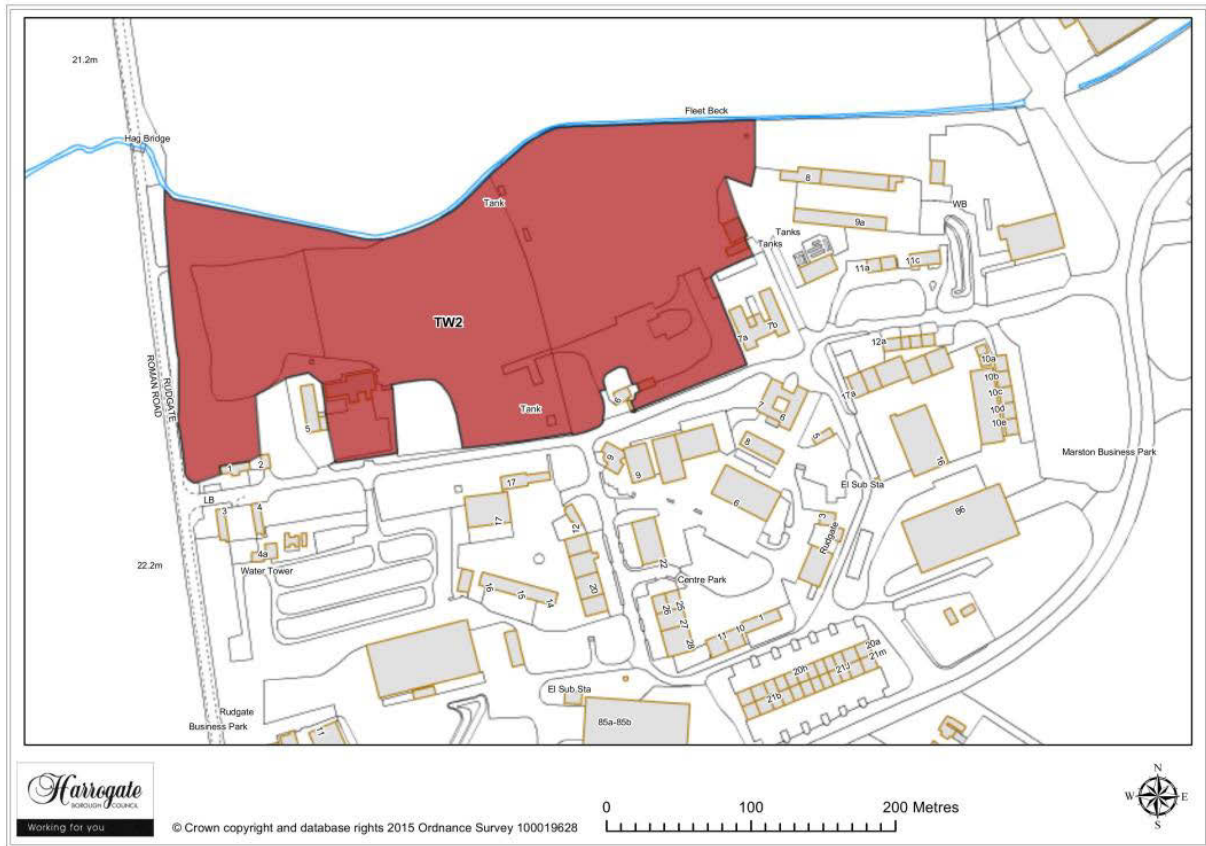 21.2m
Fleet Beck
Hag Bridge
8
WB
Tank
9a
Tanks
Tanks
11c
11a
TW2
7b
7a
12a
10a
10b
10c
10d
10e
17a
ROMAN ROAD
RUDGATE
5
6
Tank
7
6
5
8
9
9
16
Marston Business Park
1
2
El Sub Sta
LB
17
17
3
4
6
3
86
12
Rudgate
22
4a
Water Tower
22.2m
Centre Park
16
15
14
20
25
26
27
28
11
10
1
20a
21m
20h
21J
21b
El Sub Sta
Rudgate
Business Park
11
85a-85b
Harrogate
BOROUGH COUNCIL
Working for you
© Crown copyright and database rights 2015 Ordnance Survey 100019628
0 100 200 Metres
N
W E
S